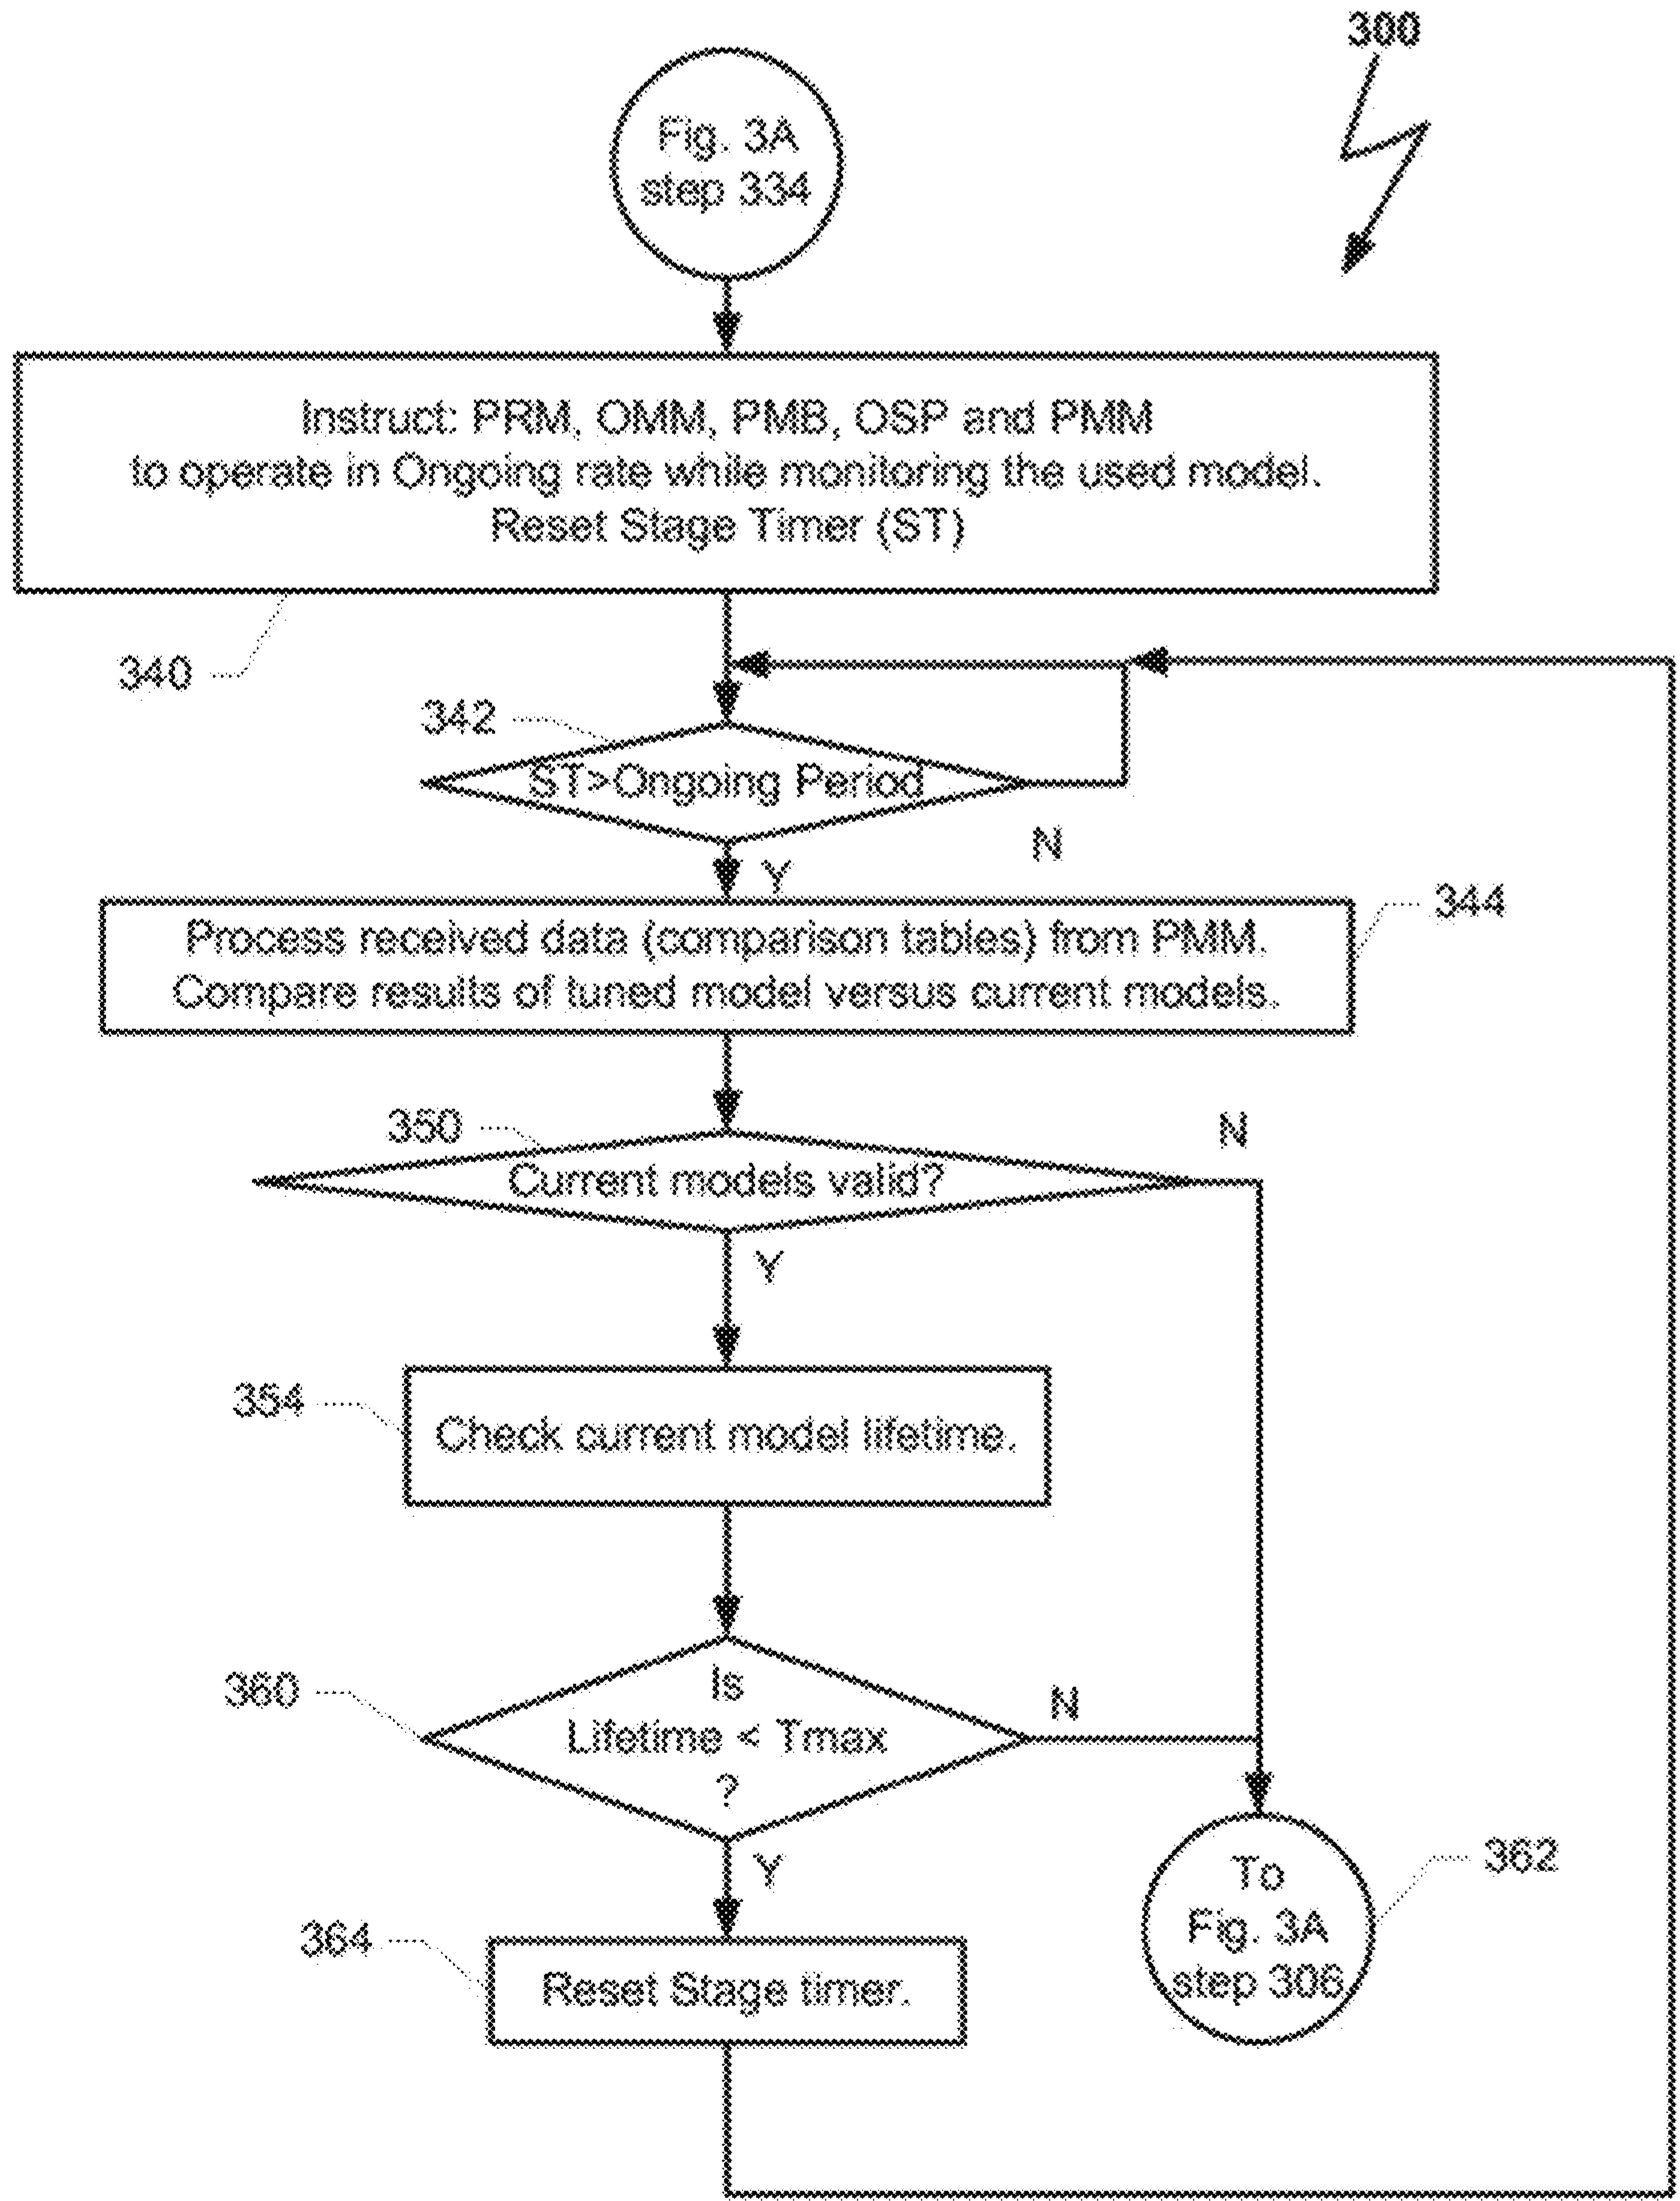 300
Fig. 3A
step 334
Instruct: PRM, OMM, PMB, OSP and PMM
to operate in Ongoing rate while monitoring the used model.
Reset Stage Timer (ST)
340
342
ST>Ongoing Period
N
Y
344
Process received data (comparison tables) from PMM.
Compare results of tuned model versus current models.
350
N
Current models valid?
Y
354
Check current model lifetime.
360
Is
Lifetime < Tmax
?
N
Y
362
To
Fig. 3A
step 306
364
Reset Stage timer.